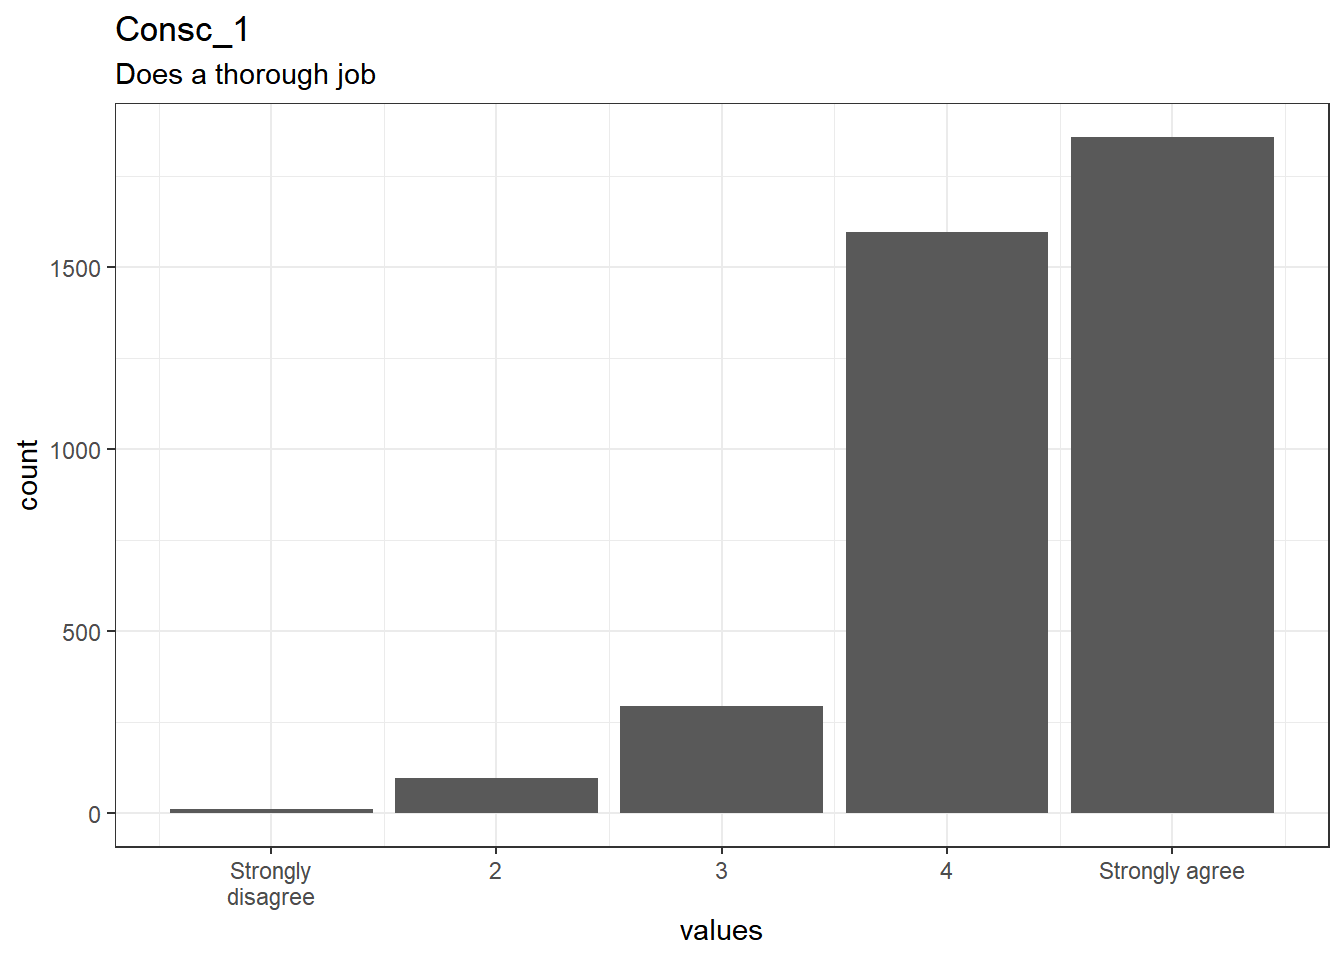 Consc_1
Does a thorough job
1500
1000
500
0
count
Strongly
disagree
2
3
4
Strongly agree
values